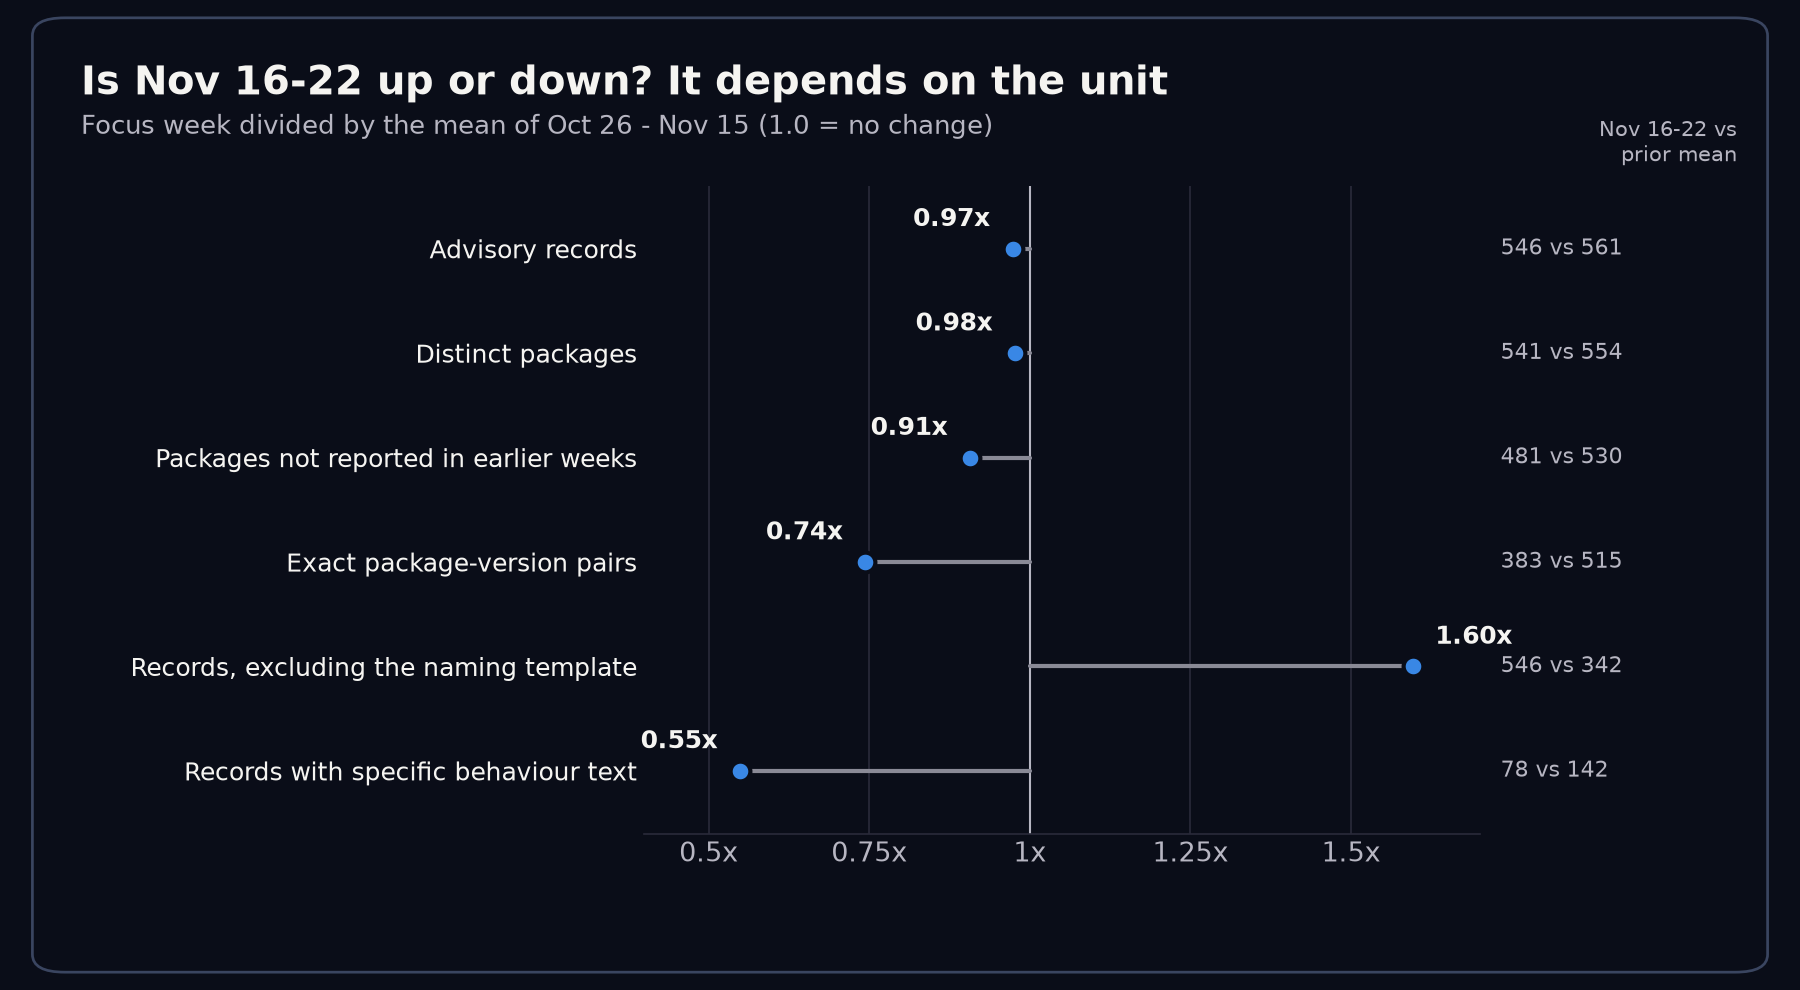 Is Nov 16-22 up or down? It depends on the unit
Focus week divided by the mean of Oct 26 - Nov 15 (1.0 = no change)
Nov 16-22 vs
prior mean
0.97x
Advisory records
546 vs 561
0.98x
Distinct packages
541 vs 554
0.91x
Packages not reported in earlier weeks
481 vs 530
0.74x
Exact package-version pairs
383 vs 515
1.60x
Records, excluding the naming template
546 vs 342
0.55x
Records with specific behaviour text
78 vs 142
0.5x 0.75x 1x 1.25x 1.5x